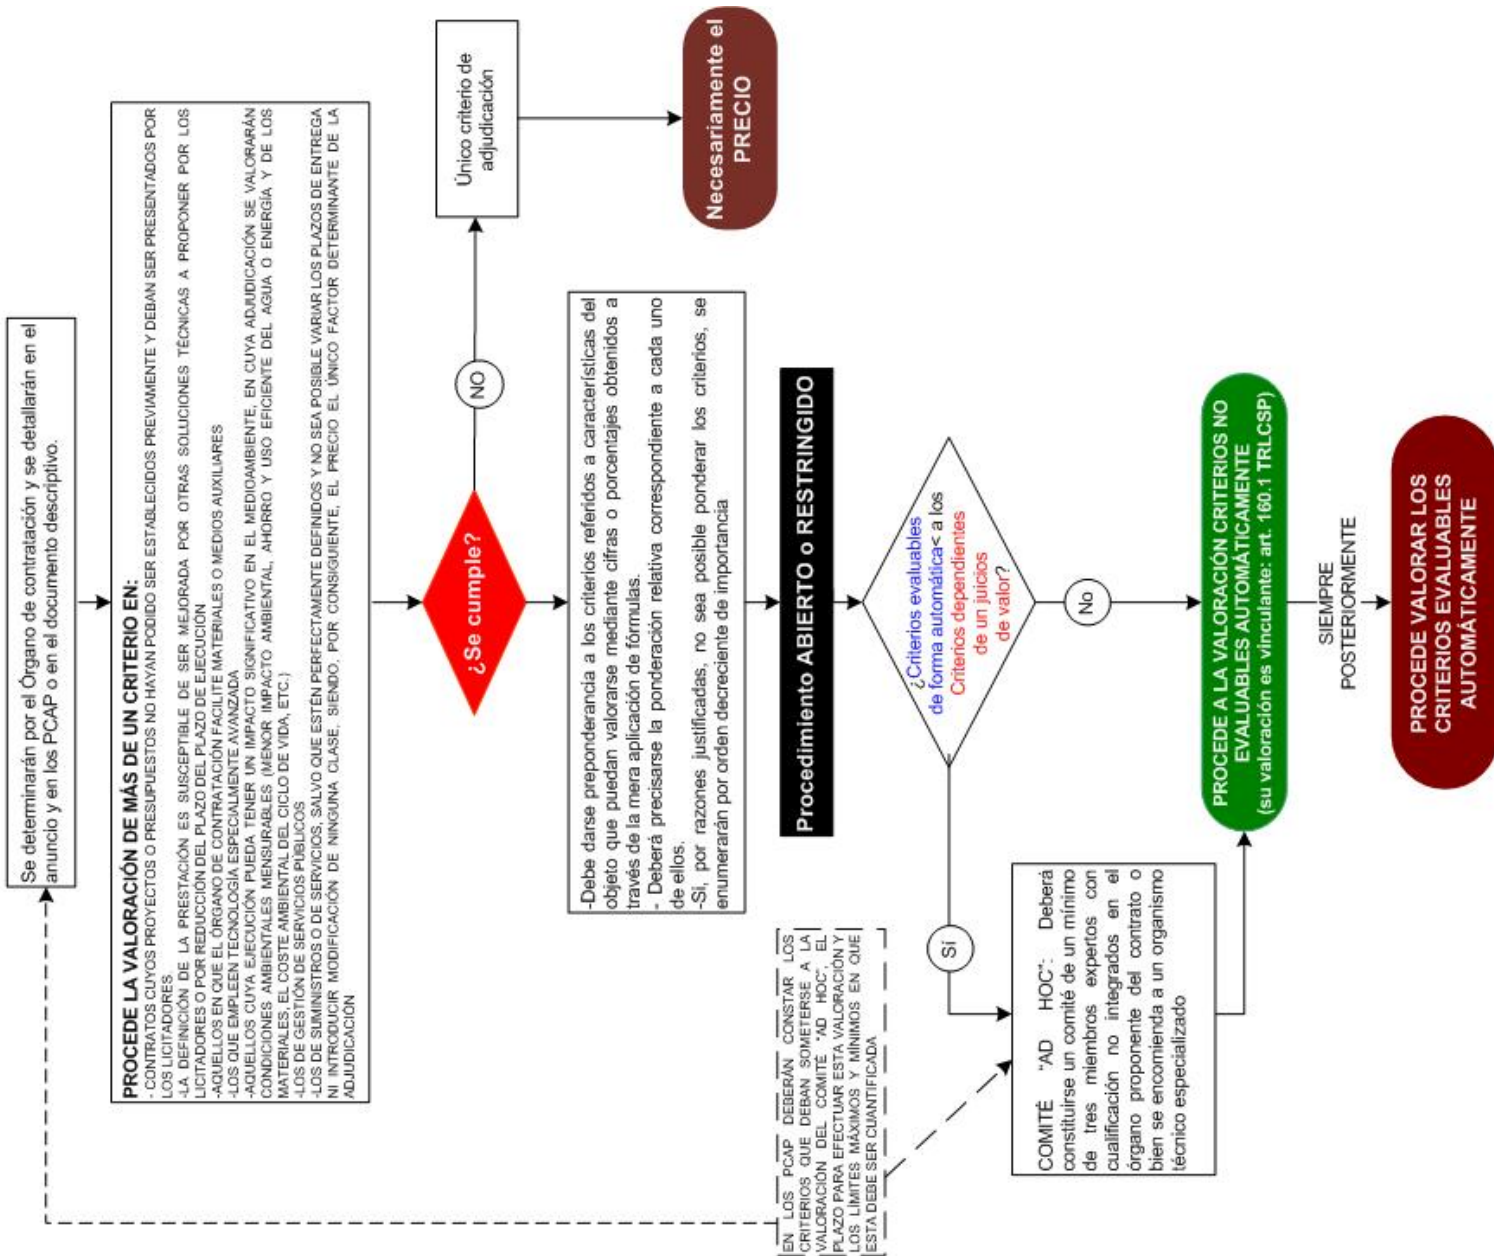 Se determinarán por el Órgano de contratación y se detallarán en el
anuncio y en los PCAP o en el documento descriptivo.
PROCEDE LA VALORACIÓN DE MÁS DE UN CRITERIO EN:
- CONTRATOS CUYOS PROYECTOS O PRESUPUESTOS NO HAYAN PODIDO SER ESTABLECIDOS PREVIAMENTE Y DEBAN SER PRESENTADOS POR
LOS LICITADORES.
-LA DEFINICIÓN DE LA PRESTACIÓN ES SUSCEPTIBLE DE SER MEJORADA POR OTRAS SOLUCIONES TÉCNICAS A PROPONER POR LOS
LICITADORES O POR REDUCCIÓN DEL PLAZO DEL PLAZO DE EJECUCIÓN
-AQUELLOS EN QUE EL ÓRGANO DE CONTRATACIÓN FACILITE MATERIALES O MEDIOS AUXILIARES
-LOS QUE EMPLEEN TECNOLOGÍA ESPECIALMENTE AVANZADA
-AQUELLOS CUYA EJECUCIÓN PUEDA TENER UN IMPACTO SIGNIFICATIVO EN EL MEDIOAMBIENTE, EN CUYA ADJUDICACIÓN SE VALORARÁN
CONDICIONES AMBIENTALES MENSURABLES (MENOR IMPACTO AMBIENTAL, AHORRO Y USO EFICIENTE DEL AGUA O ENERGÍA Y DE LOS
MATERIALES, EL COSTE AMBIENTAL DEL CICLO DE VIDA, ETC.)
-LOS DE GESTIÓN DE SERVICIOS PÚBLICOS
-LOS DE SUMINISTROS O DE SERVICIOS, SALVO QUE ESTÉN PERFECTAMENTE DEFINIDOS Y NO SEA POSIBLE VARIAR LOS PLAZOS DE ENTREGA
NI INTRODUCIR MODIFICACIÓN DE NINGUNA CLASE, SIENDO, POR CONSIGUIENTE, EL PRECIO EL ÚNICO FACTOR DETERMINANTE DE LA
ADJUDICACIÓN
¿Se cumple?
NO
Único criterio de
adjudicación
Necesariamente el
PRECIO
-Debe darse preponderancia a los criterios referidos a características del
objeto que puedan valorarse mediante cifras o porcentajes obtenidos a
través de la mera aplicación de fórmulas.
- Deberá precisarse la ponderación relativa correspondiente a cada uno
de ellos.
-Si, por razones justificadas, no sea posible ponderar los criterios, se
enumerarán por orden decreciente de importancia
Procedimiento ABIERTO o RESTRINGIDO
EN LOS PCAP DEBERÁN CONSTAR LOS
CRITERIOS QUE DEBAN SOMETERSE A LA
VALORACIÓN DEL COMITÉ "AD HOC", EL
PLAZO PARA EFECTUAR ESTA VALORACIÓN Y
LOS LÍMITES MÁXIMOS Y MÍNIMOS EN QUE
ESTA DEBE SER CUANTIFICADA
¿Criterios evaluables
de forma automática< a los
Criterios dependientes
de un juicios
de valor?
Sí
No
COMITÉ "AD HOC": Deberá
constituirse un comité de un mínimo
de tres miembros expertos con
cualificación no integrados en el
órgano proponente del contrato o
bien se encomienda a un organismo
técnico especializado
PROCEDE A LA VALORACIÓN CRITERIOS NO
EVALUABLES AUTOMÁTICAMENTE
(su valoración es vinculante: art. 160.1 TRLCSP)
SIEMPRE
POSTERIORMENTE
PROCEDE VALORAR LOS
CRITERIOS EVALUABLES
AUTOMÁTICAMENTE